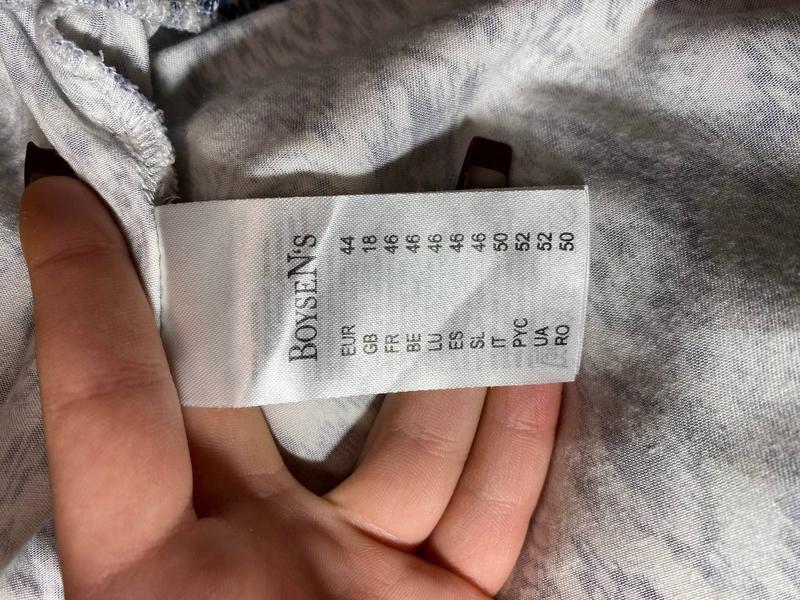 BOYSEN'S
EUR 44
GB 18
FR 46
BE 46
LU 46
ES 46
SL 46
IT 50
PYC 52
UA 52
RO 50